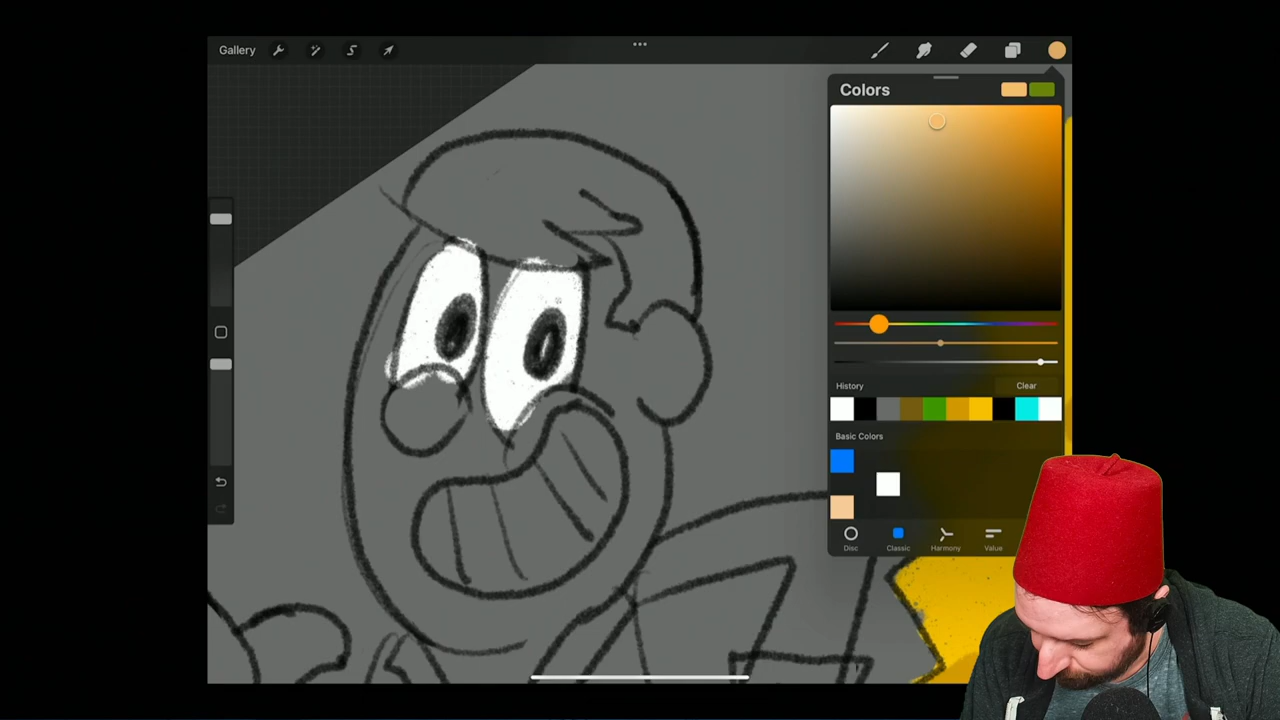 Gallery
Colors
History
Clear
Basic Colors
Disc
Classic
Harmony
Value